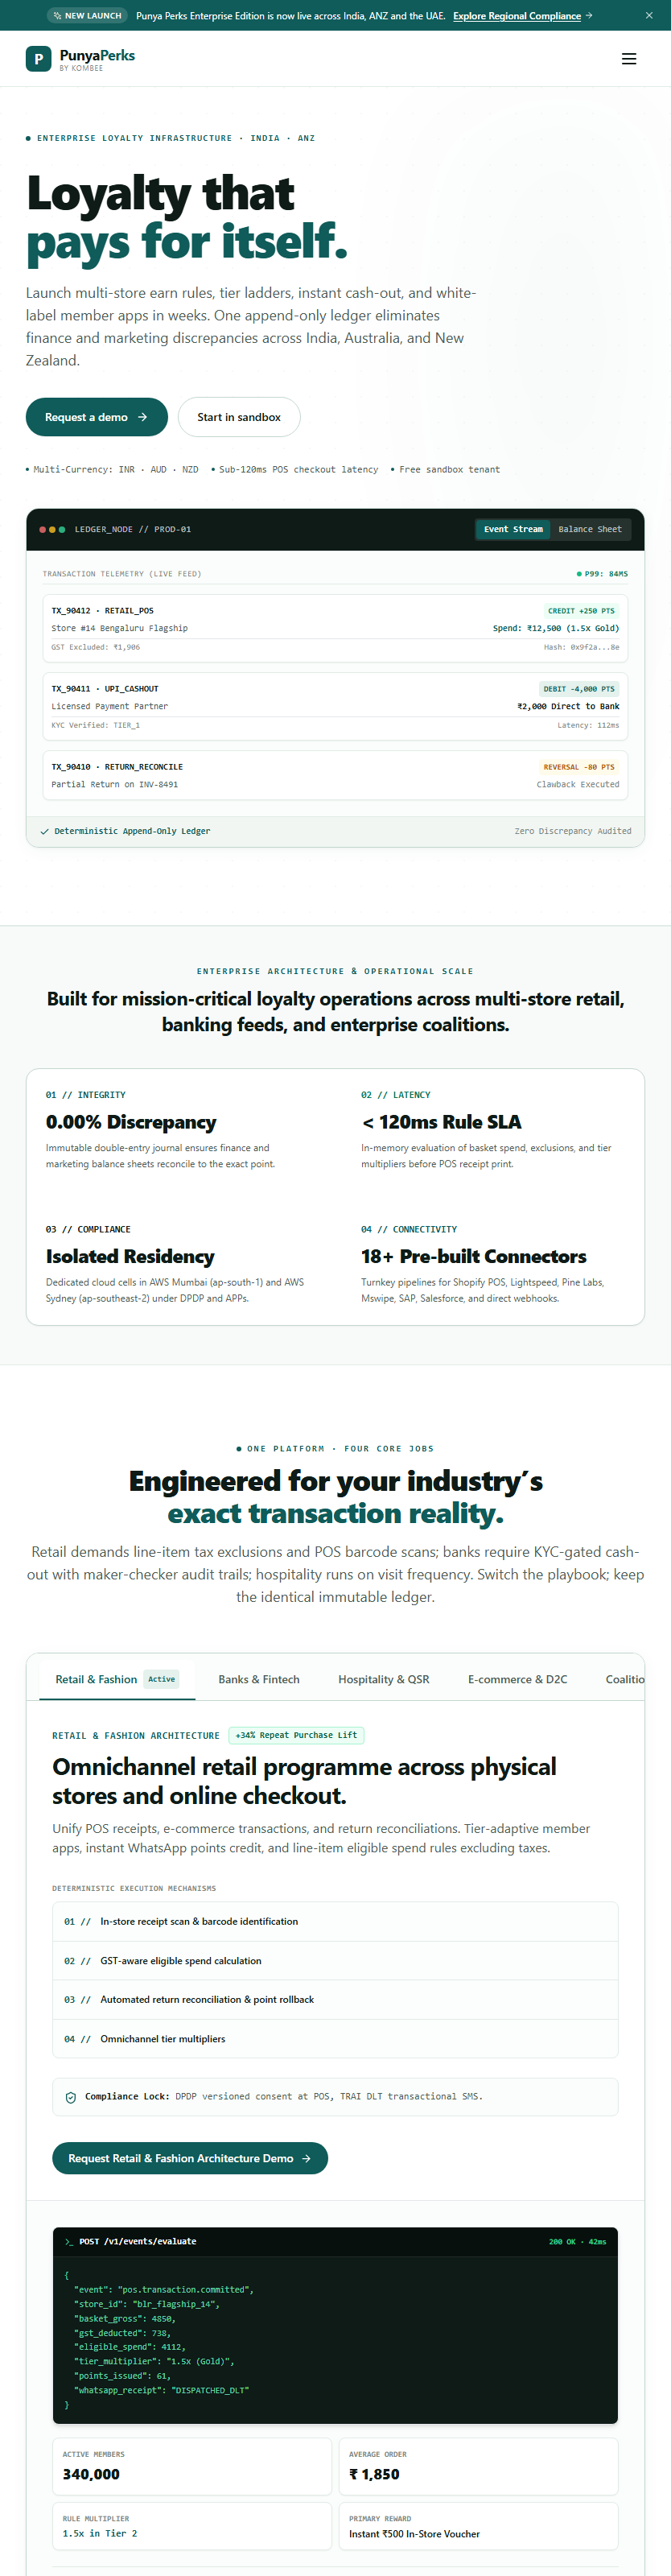 NEW LAUNCH Punya Perks Enterprise Edition is now live across India, ANZ and the UAE. Explore Regional Compliance → ×
P PunyaPerks
BY KOMBEE
ENTERPRISE LOYALTY INFRASTRUCTURE · INDIA · ANZ
Loyalty that
pays for itself.
Launch multi-store earn rules, tier ladders, instant cash-out, and white-
label member apps in weeks. One append-only ledger eliminates
finance and marketing discrepancies across India, Australia, and New
Zealand.
Request a demo → Start in sandbox
• Multi-Currency: INR · AUD · NZD • Sub-120ms POS checkout latency • Free sandbox tenant
LEDGER_NODE // PROD-01 Event Stream Balance Sheet
TRANSACTION TELEMETRY (LIVE FEED) P99: 84MS
TX_90412 · RETAIL_POS CREDIT +250 PTS
Store #14 Bengaluru Flagship Spend: ₹12,500 (1.5x Gold)
GST Excluded: ₹1,906 Hash: 0x9f2a...8e
TX_90411 · UPI_CASHOUT DEBIT -4,000 PTS
Licensed Payment Partner ₹2,000 Direct to Bank
KYC Verified: TIER_1 Latency: 112ms
TX_90410 · RETURN_RECONCILE REVERSAL -80 PTS
Partial Return on INV-8491 Clawback Executed
Deterministic Append-Only Ledger Zero Discrepancy Audited
ENTERPRISE ARCHITECTURE & OPERATIONAL SCALE
Built for mission-critical loyalty operations across multi-store retail,
banking feeds, and enterprise coalitions.
01 // INTEGRITY
0.00% Discrepancy
Immutable double-entry journal ensures finance and
marketing balance sheets reconcile to the exact point.
02 // LATENCY
< 120ms Rule SLA
In-memory evaluation of basket spend, exclusions, and tier
multipliers before POS receipt print.
03 // COMPLIANCE
Isolated Residency
Dedicated cloud cells in AWS Mumbai (ap-south-1) and AWS
Sydney (ap-southeast-2) under DPDP and APPs.
04 // CONNECTIVITY
18+ Pre-built Connectors
Turnkey pipelines for Shopify POS, Lightspeed, Pine Labs,
Mswipe, SAP, Salesforce, and direct webhooks.
ONE PLATFORM · FOUR CORE JOBS
Engineered for your industry’s
exact transaction reality.
Retail demands line-item tax exclusions and POS barcode scans; banks require KYC-gated cash-
out with maker-checker audit trails; hospitality runs on visit frequency. Switch the playbook; keep
the identical immutable ledger.
Retail & Fashion Active Banks & Fintech Hospitality & QSR E-commerce & D2C Coalitio
RETAIL & FASHION ARCHITECTURE +34% Repeat Purchase Lift
Omnichannel retail programme across physical
stores and online checkout.
Unify POS receipts, e-commerce transactions, and return reconciliations. Tier-adaptive member
apps, instant WhatsApp points credit, and line-item eligible spend rules excluding taxes.
DETERMINISTIC EXECUTION MECHANISMS
01 // In-store receipt scan & barcode identification
02 // GST-aware eligible spend calculation
03 // Automated return reconciliation & point rollback
04 // Omnichannel tier multipliers
Compliance Lock: DPDP versioned consent at POS, TRAI DLT transactional SMS.
Request Retail & Fashion Architecture Demo →
POST /v1/events/evaluate 200 OK · 42ms
{
"event": "pos.transaction.committed",
"store_id": "blr_flagship_14",
"basket_gross": 4850,
"gst_deducted": 738,
"eligible_spend": 4112,
"tier_multiplier": "1.5x (Gold)",
"points_issued": 61,
"whatsapp_receipt": "DISPATCHED_DLT"
}
ACTIVE MEMBERS
340,000
AVERAGE ORDER
₹ 1,850
RULE MULTIPLIER
1.5x in Tier 2
PRIMARY REWARD
Instant ₹500 In-Store Voucher